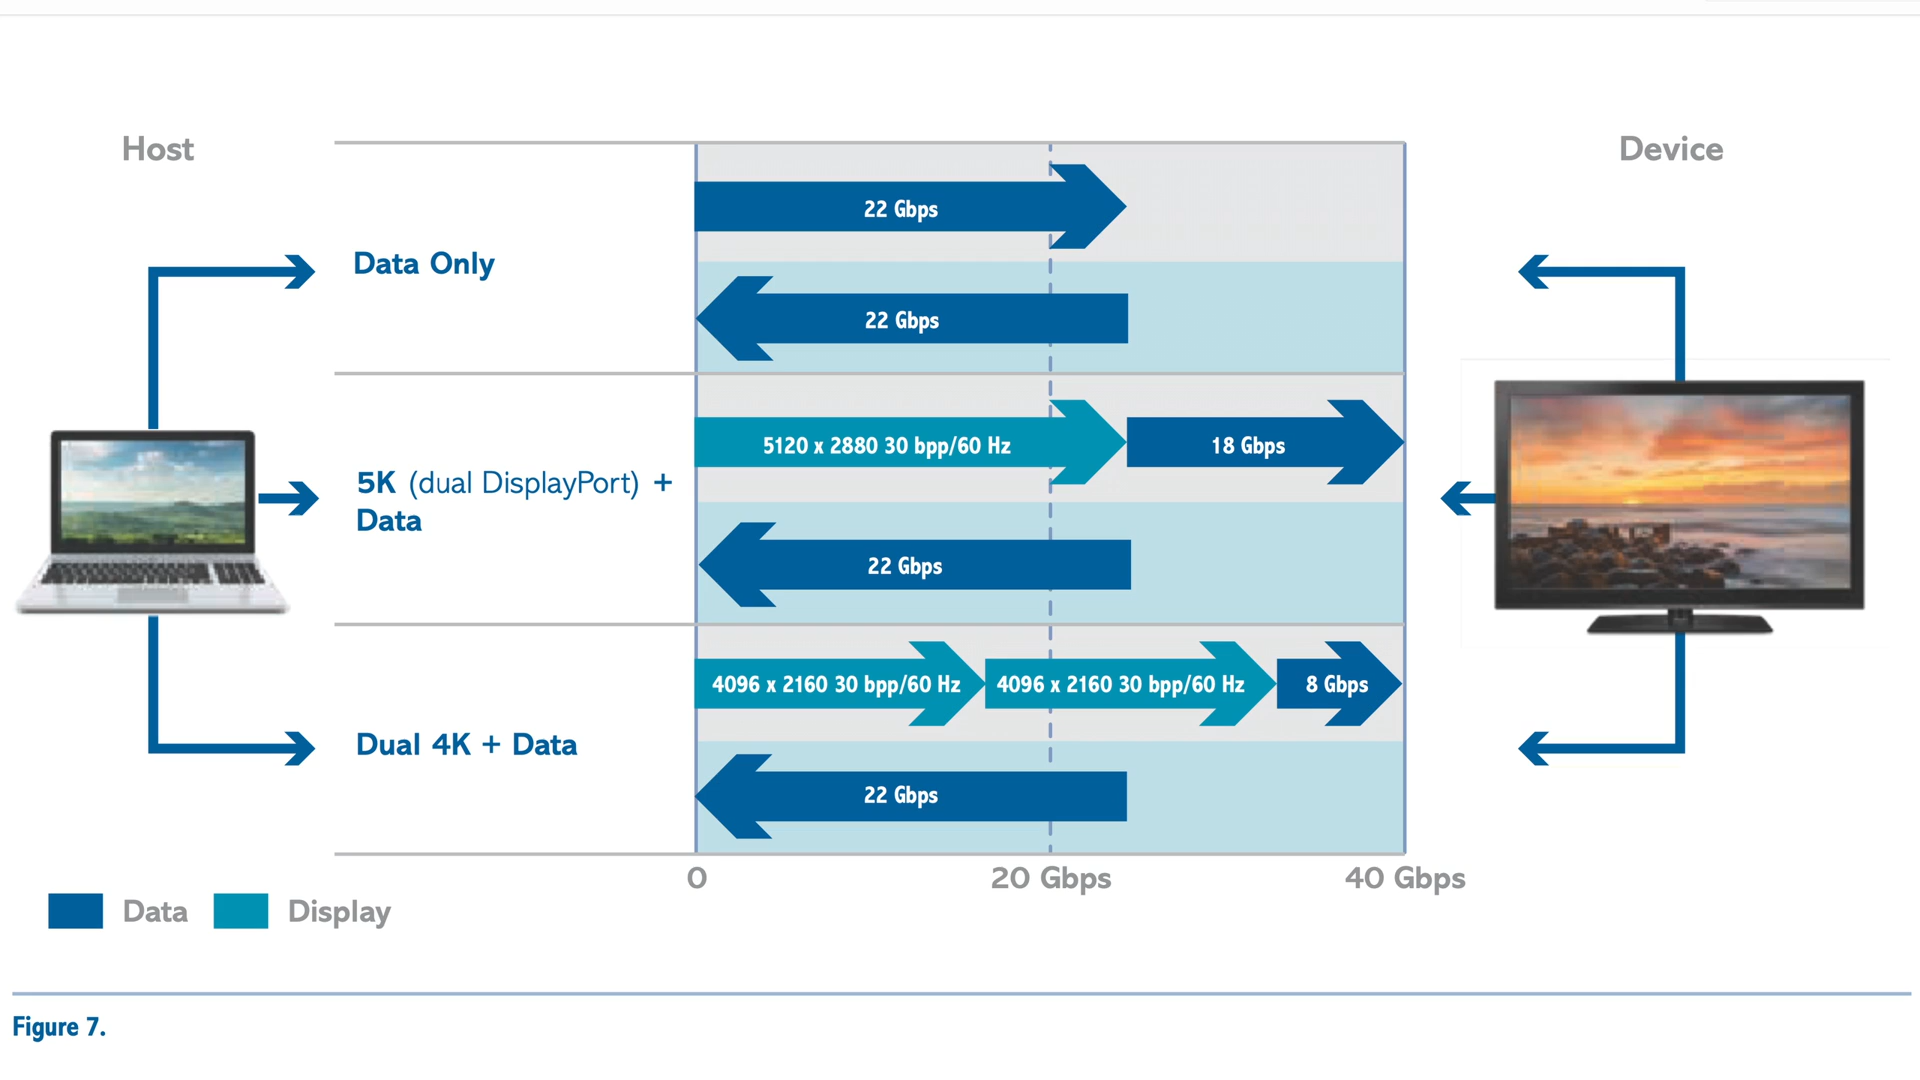 Host
Device
Data Only
22 Gbps
22 Gbps
5K (dual DisplayPort) +
Data
5120 x 2880 30 bpp/60 Hz
18 Gbps
22 Gbps
Dual 4K + Data
4096 x 2160 30 bpp/60 Hz
4096 x 2160 30 bpp/60 Hz
8 Gbps
22 Gbps
0
20 Gbps
40 Gbps
Data
Display
Figure 7.